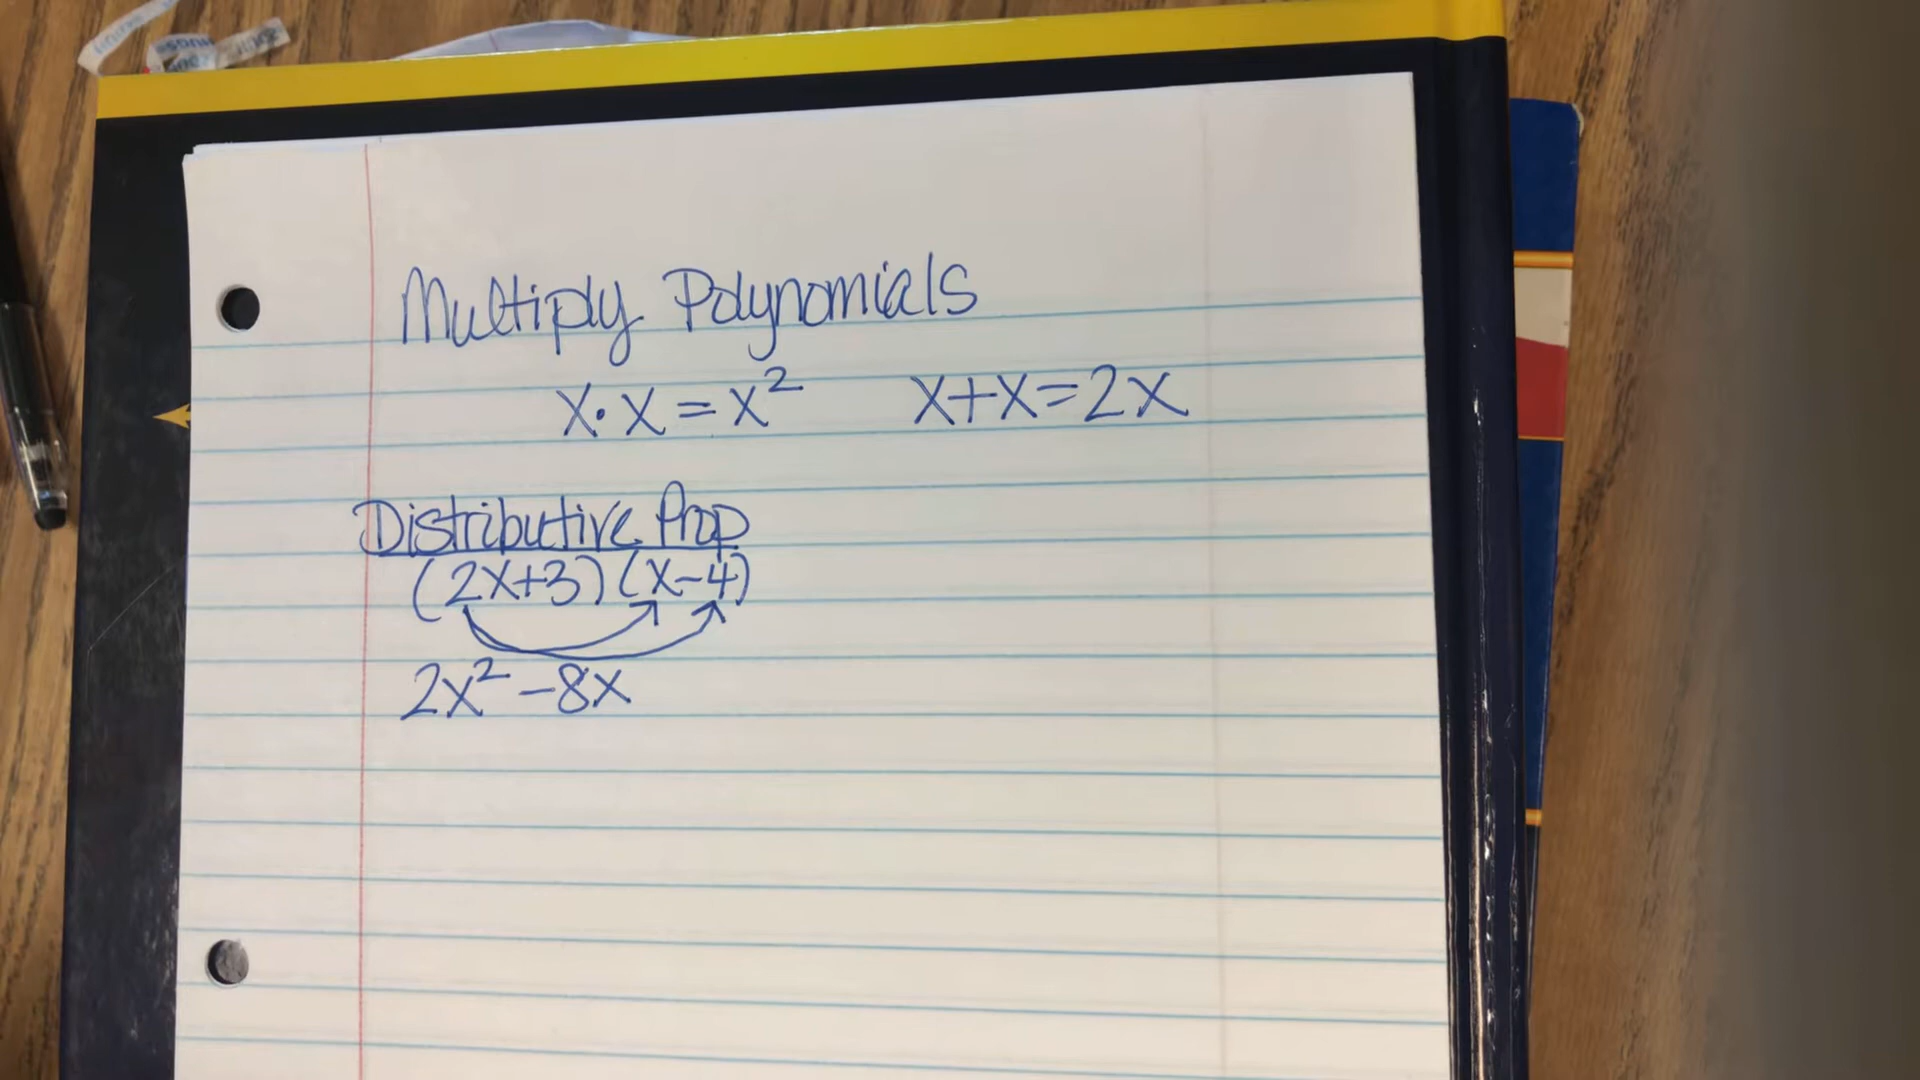 Multiply Polynomials
x·x=x² x+x=2x
Distributive Prop
(2x+3)(x-4)
2x²-8x